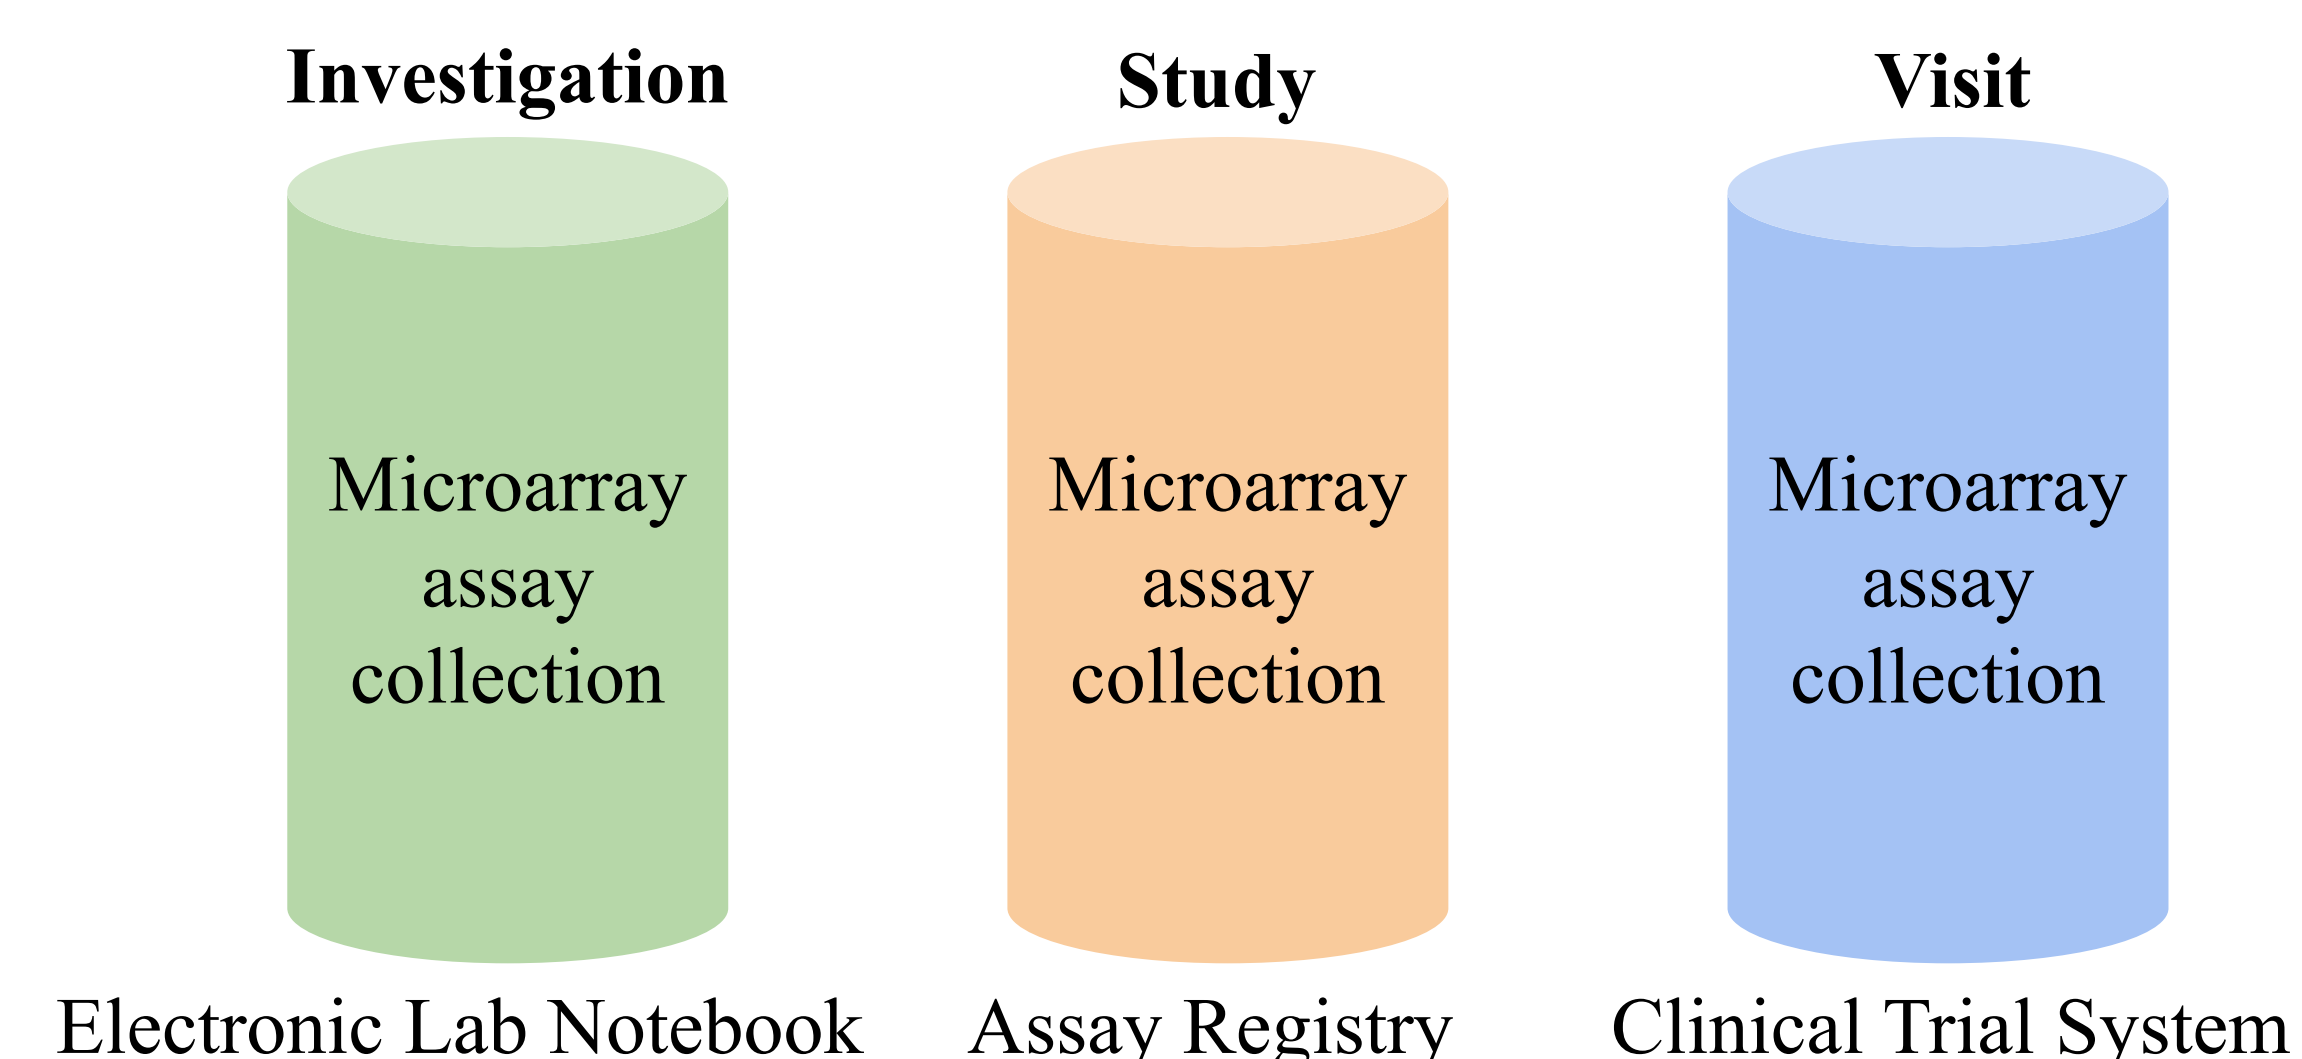 Investigation
Study
Visit
Microarray
assay
collection
Microarray
assay
collection
Microarray
assay
collection
Electronic Lab Notebook
Assay Registry
Clinical Trial System